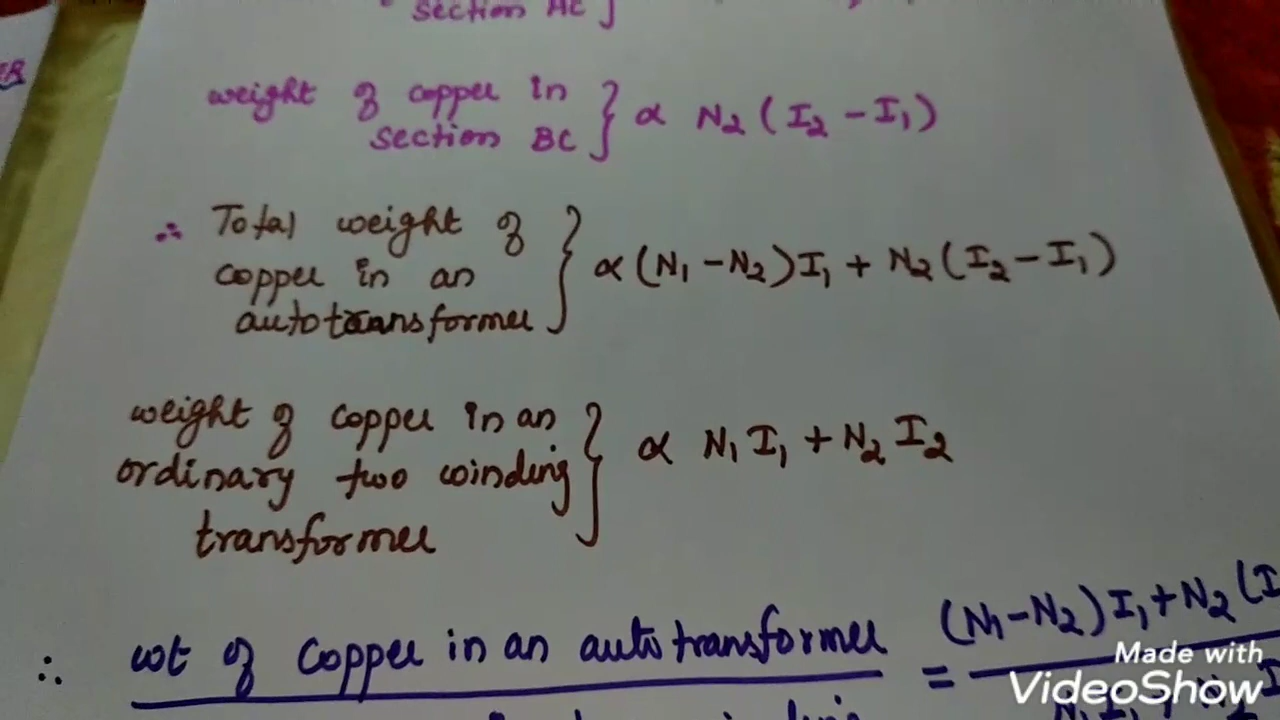 section AC }
weight of copper in
section BC } ∝ N₂ (I₂ - I₁)
∴ Total weight of
copper in an } ∝ (N₁ - N₂) I₁ + N₂ (I₂ - I₁)
autotransformer
weight of copper in an
ordinary two winding } ∝ N₁ I₁ + N₂ I₂
transformer
∴ wt of copper in an autotransformer = (N₁ - N₂) I₁ + N₂ (I
Made with
VideoShow